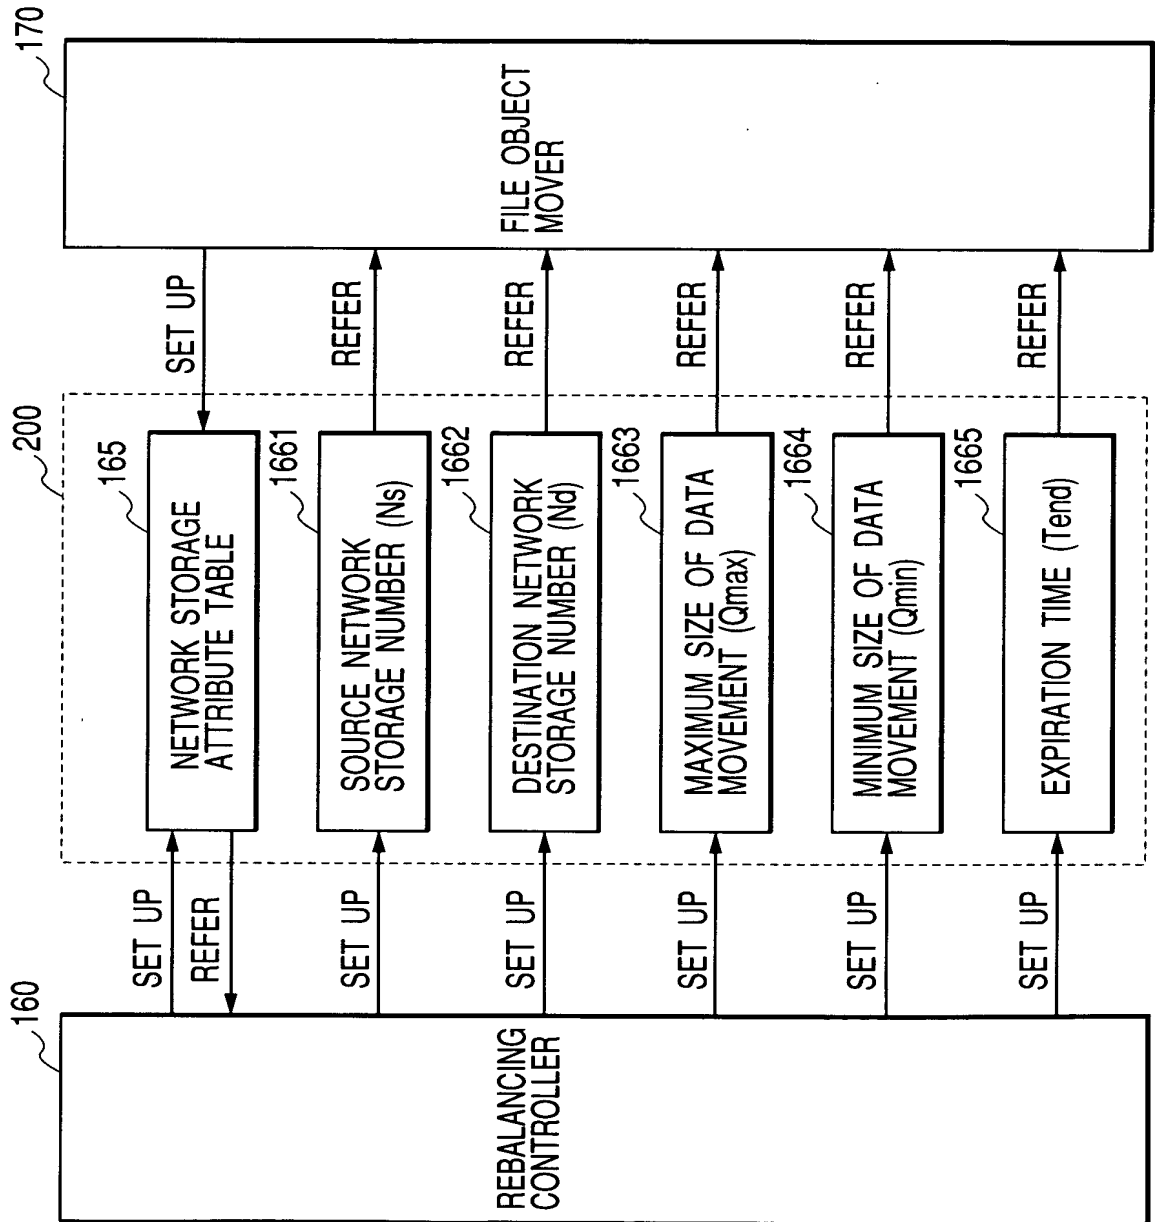 160
REBALANCING
CONTROLLER
SET UP
REFER
SET UP
SET UP
SET UP
SET UP
SET UP
200
165
NETWORK STORAGE
ATTRIBUTE TABLE
1661
SOURCE NETWORK
STORAGE NUMBER (Ns)
1662
DESTINATION NETWORK
STORAGE NUMBER (Nd)
1663
MAXIMUM SIZE OF DATA
MOVEMENT (Qmax)
1664
MINIMUM SIZE OF DATA
MOVEMENT (Qmin)
1665
EXPIRATION TIME (Tend)
SET UP
REFER
REFER
REFER
REFER
REFER
170
FILE OBJECT
MOVER